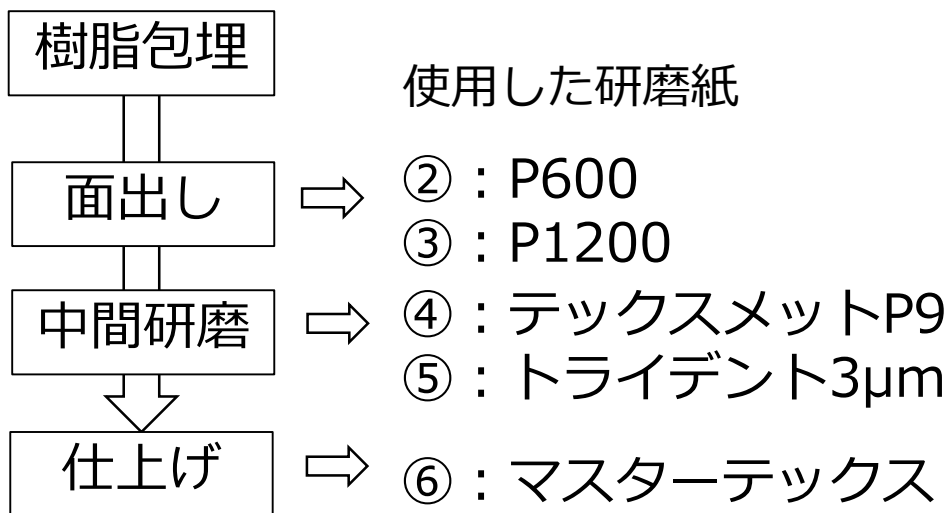 樹脂包埋
使用した研磨紙
面出し
②：P600
③：P1200
中間研磨
④：テックスメットP9
⑤：トライデント3μm
仕上げ
⑥：マスターテックス